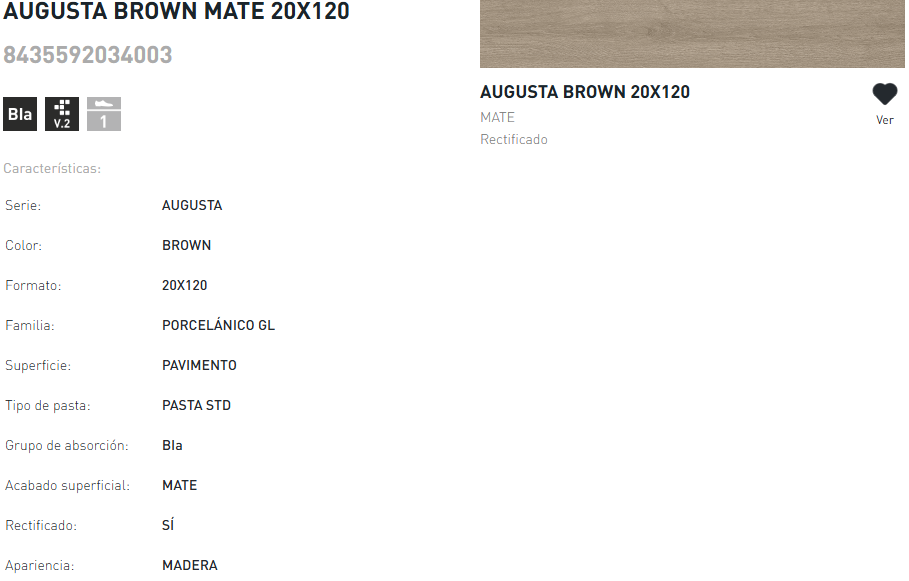 AUGUSTA BROWN MATE 20X120
8435592034003
BIa
V.2
1
Características:
Serie: AUGUSTA
Color: BROWN
Formato: 20X120
Familia: PORCELÁNICO GL
Superficie: PAVIMENTO
Tipo de pasta: PASTA STD
Grupo de absorción: BIa
Acabado superficial: MATE
Rectificado: SÍ
Apariencia: MADERA
AUGUSTA BROWN 20X120
MATE
Rectificado
Ver